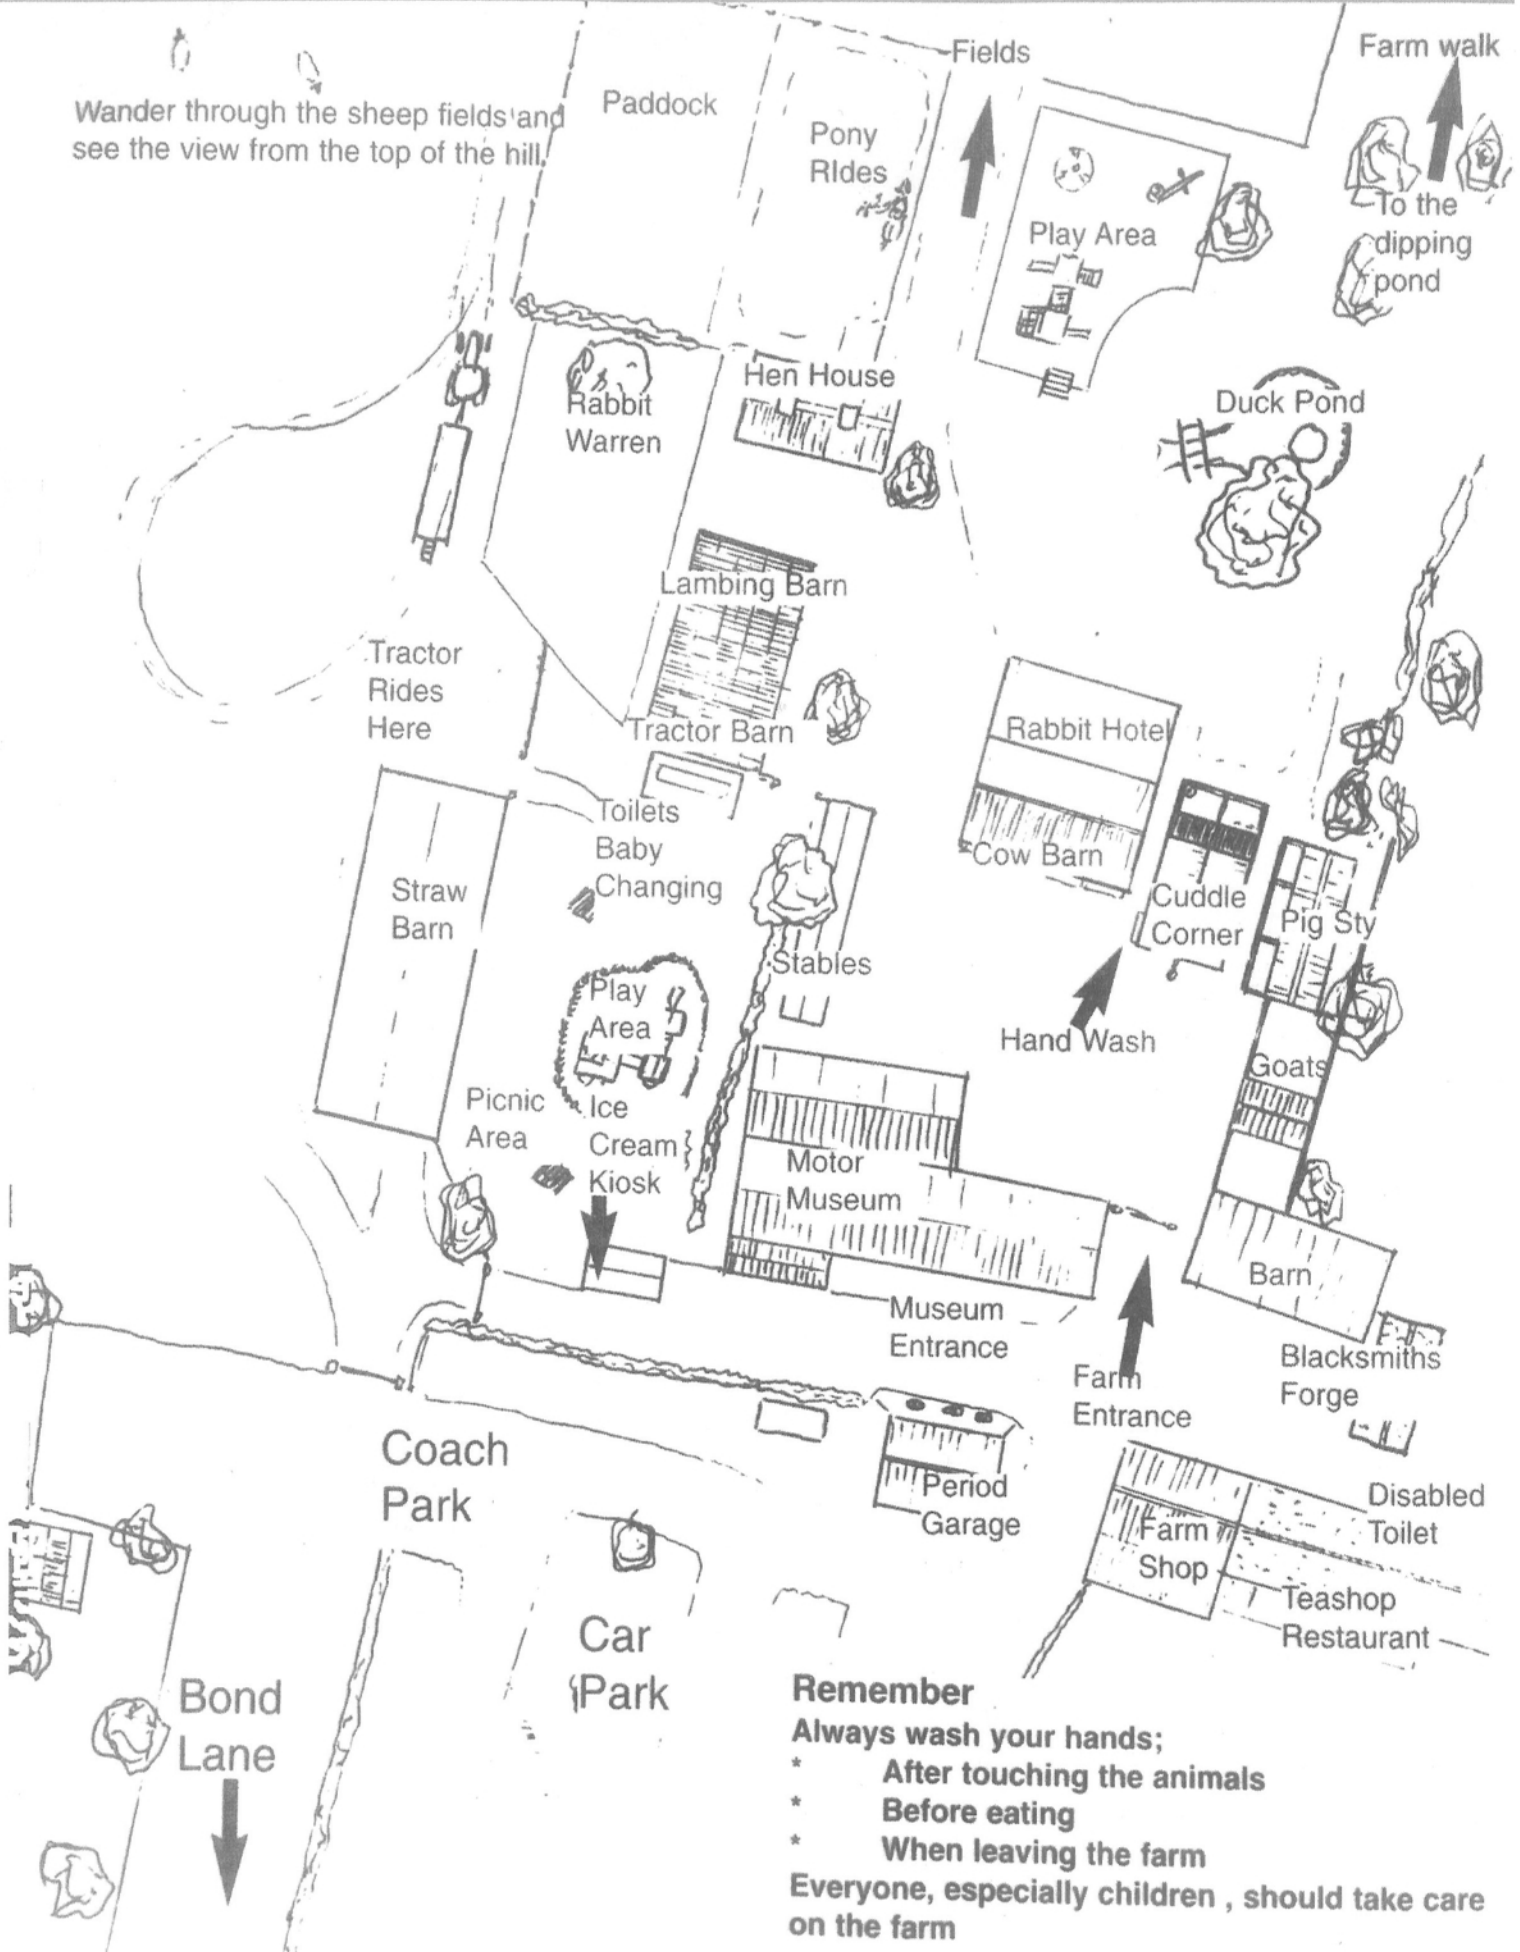 Fields
Farm walk
Wander through the sheep fields and
see the view from the top of the hill.
Paddock
Pony
RIdes
To the
dipping
pond
Play Area
Hen House
Rabbit
Warren
Duck Pond
Lambing Barn
Tractor
Rides
Here
Tractor Barn
Rabbit Hotel
Toilets
Baby
Changing
Cow Barn
Straw
Barn
Cuddle
Corner
Pig Sty
Stables
Play
Area
Hand Wash
Goats
Picnic
Area
Ice
Cream
Kiosk
Motor
Museum
Barn
Museum
Entrance
Farm
Entrance
Blacksmiths
Forge
Coach
Park
Period
Garage
Disabled
Toilet
Farm
Shop
Teashop
Restaurant
Car
Park
Bond
Lane
Remember
Always wash your hands;
* After touching the animals
* Before eating
* When leaving the farm
Everyone, especially children , should take care
on the farm